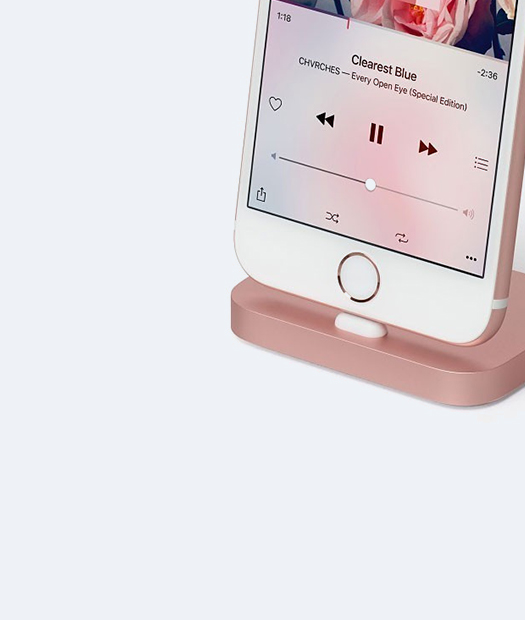 1:18
-2:36
Clearest Blue
CHVRCHES — Every Open Eye (Special Edition)